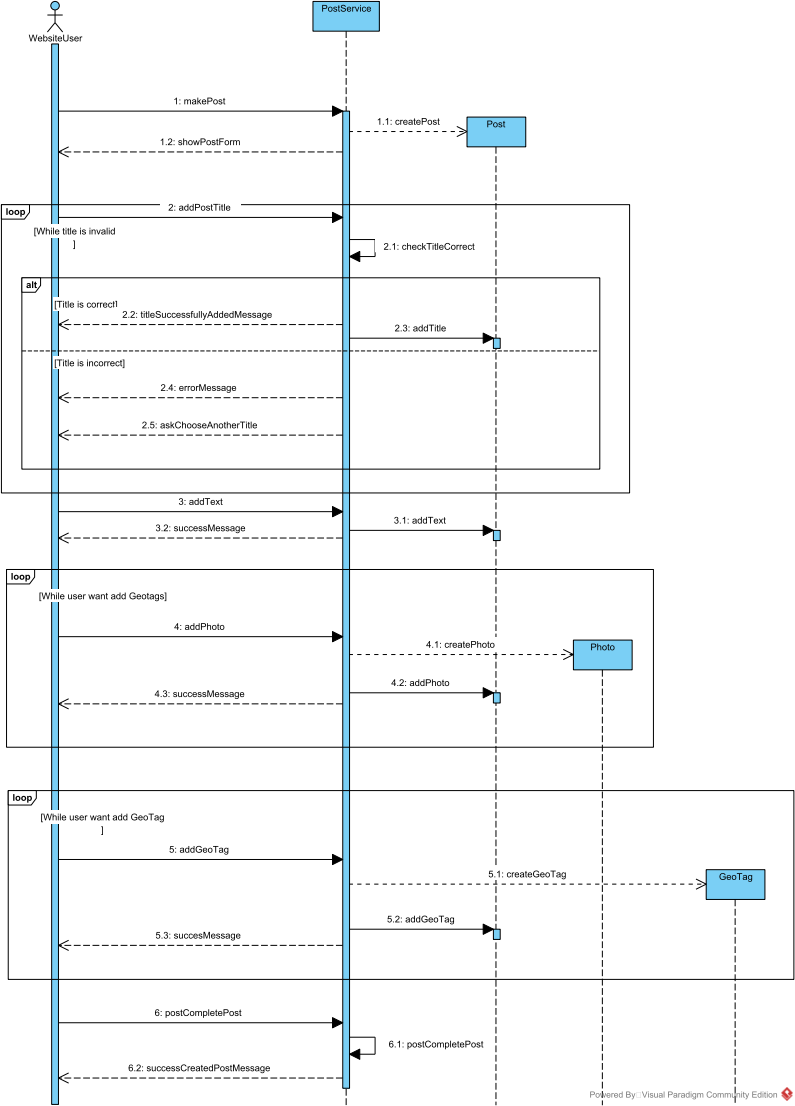 WebsiteUser
PostService
1: makePost
1.1: createPost
Post
1.2: showPostForm
loop
2: addPostTitle
[While title is invalid
]
2.1: checkTitleCorrect
alt
[Title is correct]
2.2: titleSuccessfullyAddedMessage
2.3: addTitle
[Title is incorrect]
2.4: errorMessage
2.5: askChooseAnotherTitle
3: addText
3.1: addText
3.2: successMessage
loop
[While user want add Geotags]
4: addPhoto
4.1: createPhoto
Photo
4.2: addPhoto
4.3: successMessage
loop
[While user want add GeoTag
]
5: addGeoTag
5.1: createGeoTag
GeoTag
5.2: addGeoTag
5.3: succesMessage
6: postCompletePost
6.1: postCompletePost
6.2: successCreatedPostMessage
Powered By Visual Paradigm Community Edition